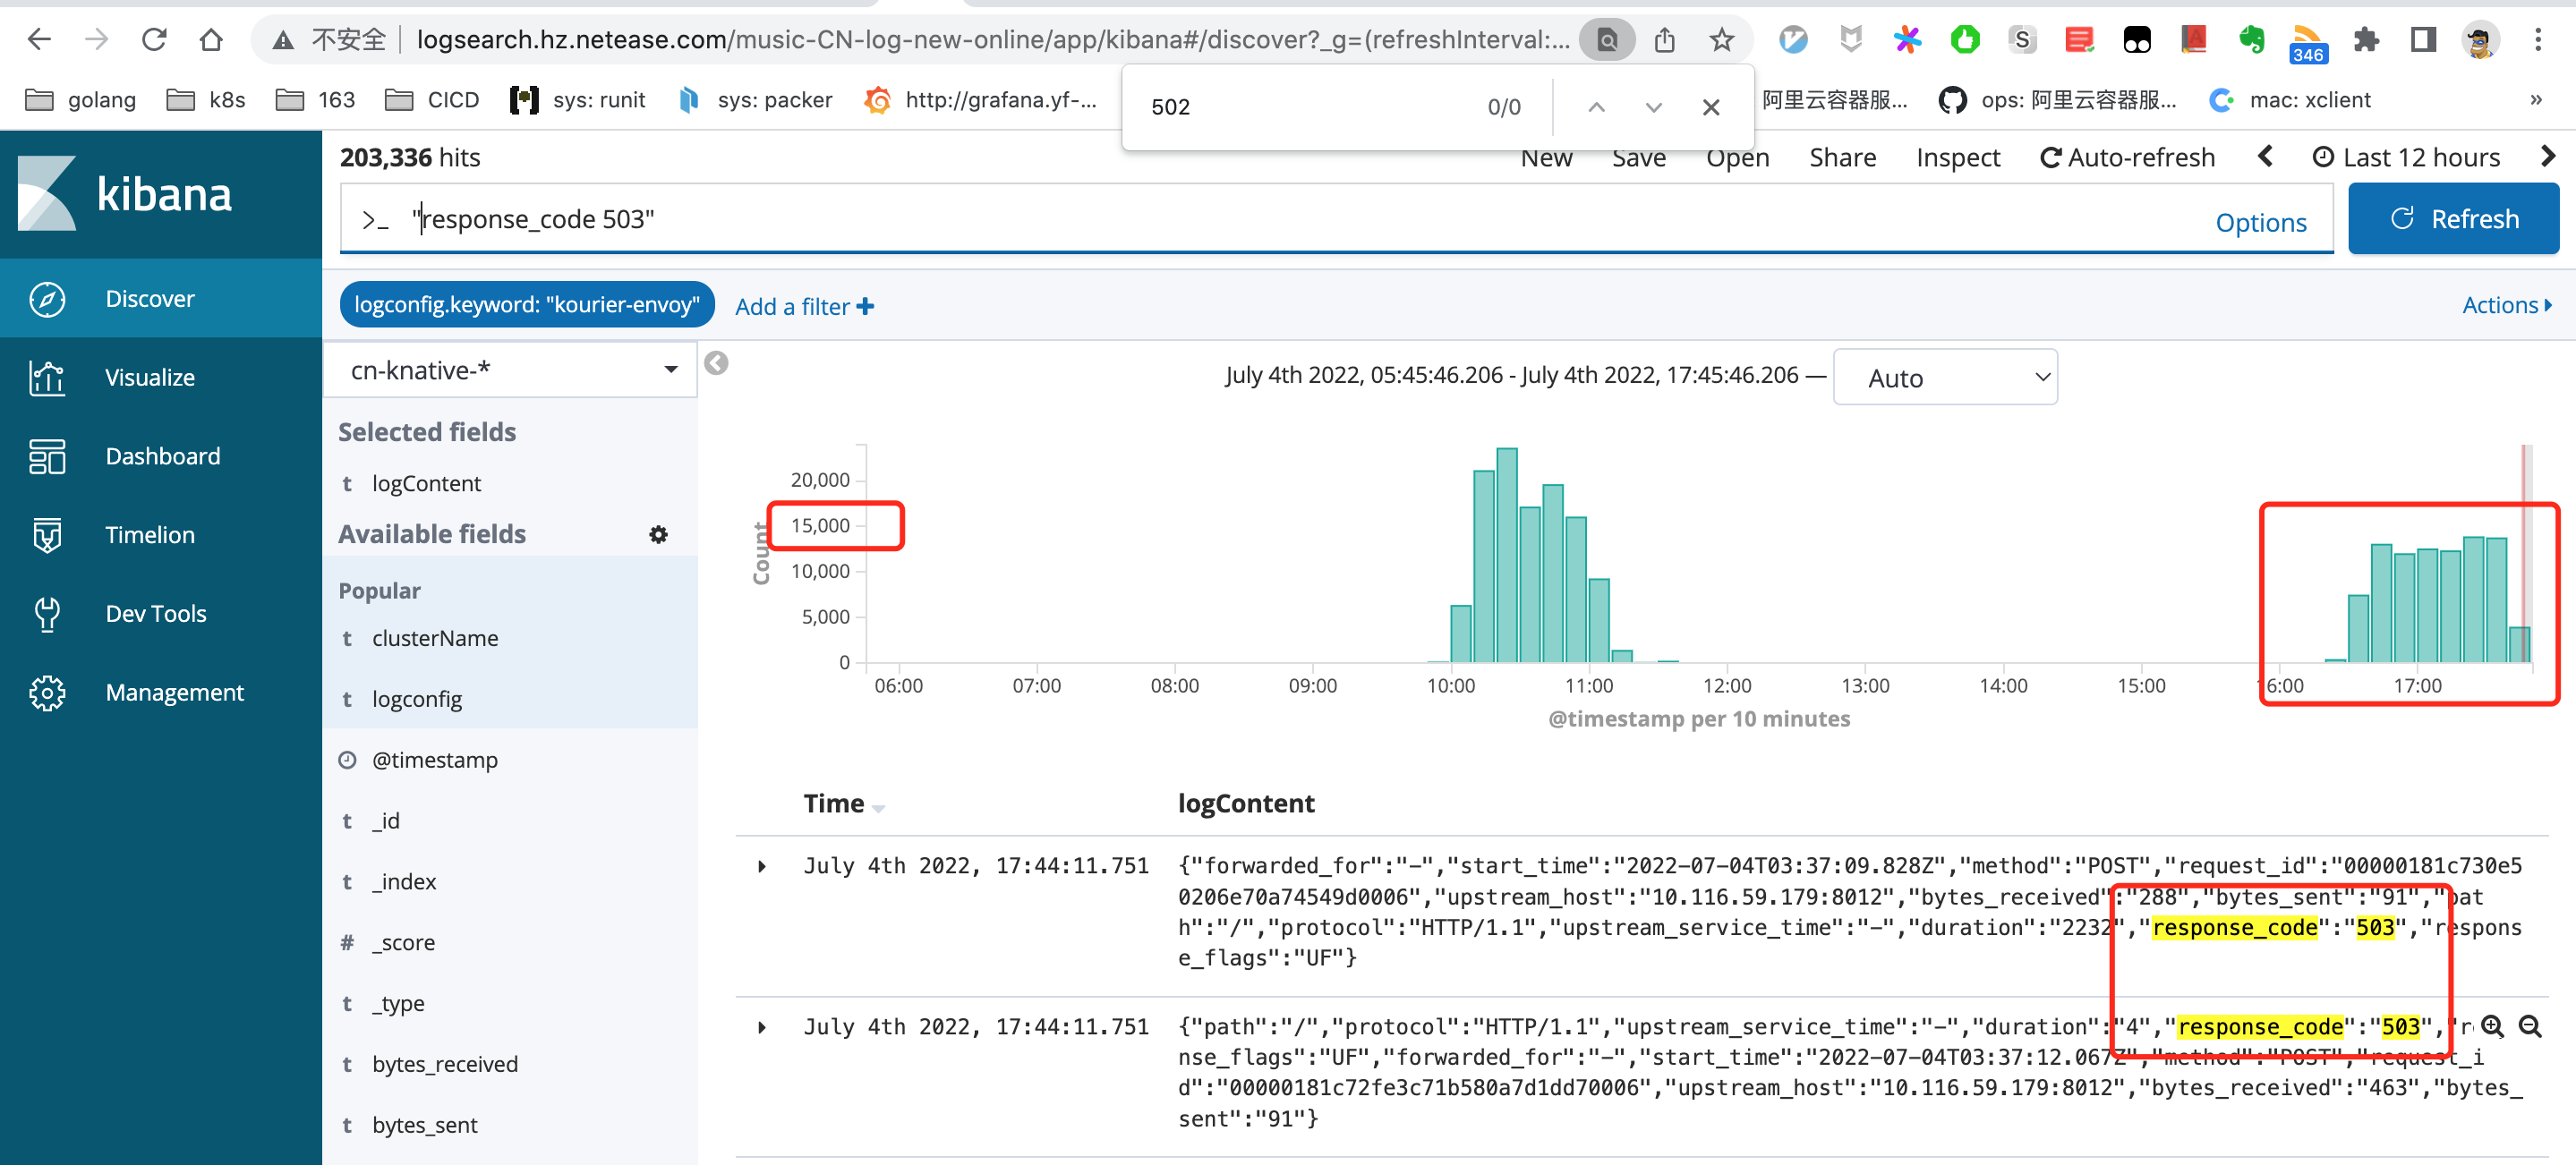 不安全 logsearch.hz.netease.com/music-CN-log-new-online/app/kibana#/discover?_g=(refreshInterval:...
346
golang k8s 163 CICD sys: runit sys: packer http://grafana.yf-... 阿里云容器服... ops: 阿里云容器服... mac: xclient »
502 0/0
kibana
203,336 hits
New Save Open Share Inspect Auto-refresh Last 12 hours
>_ "response_code 503" Options Refresh
Discover
Visualize
Dashboard
Timelion
Dev Tools
Management
logconfig.keyword: "kourier-envoy" Add a filter Actions
cn-knative-*
Selected fields
t logContent
Available fields
Popular
t clusterName
t logconfig
@timestamp
t _id
t _index
# _score
t _type
t bytes_received
t bytes_sent
July 4th 2022, 05:45:46.206 - July 4th 2022, 17:45:46.206 — Auto
Count
20,000
15,000
10,000
5,000
0
06:00 07:00 08:00 09:00 10:00 11:00 12:00 13:00 14:00 15:00 16:00 17:00
@timestamp per 10 minutes
Time logContent
July 4th 2022, 17:44:11.751
{"forwarded_for":"-","start_time":"2022-07-04T03:37:09.828Z","method":"POST","request_id":"00000181c730e5
0206e70a74549d0006","upstream_host":"10.116.59.179:8012","bytes_received":"288","bytes_sent":"91","pat
h":"/","protocol":"HTTP/1.1","upstream_service_time":"-","duration":"2232","response_code":"503","respons
e_flags":"UF"}
July 4th 2022, 17:44:11.751
{"path":"/","protocol":"HTTP/1.1","upstream_service_time":"-","duration":"4","response_code":"503","r
nse_flags":"UF","forwarded_for":"-","start_time":"2022-07-04T03:37:12.067Z","method":"POST","request_i
d":"00000181c72fe3c71b580a7d1dd70006","upstream_host":"10.116.59.179:8012","bytes_received":"463","bytes_
sent":"91"}